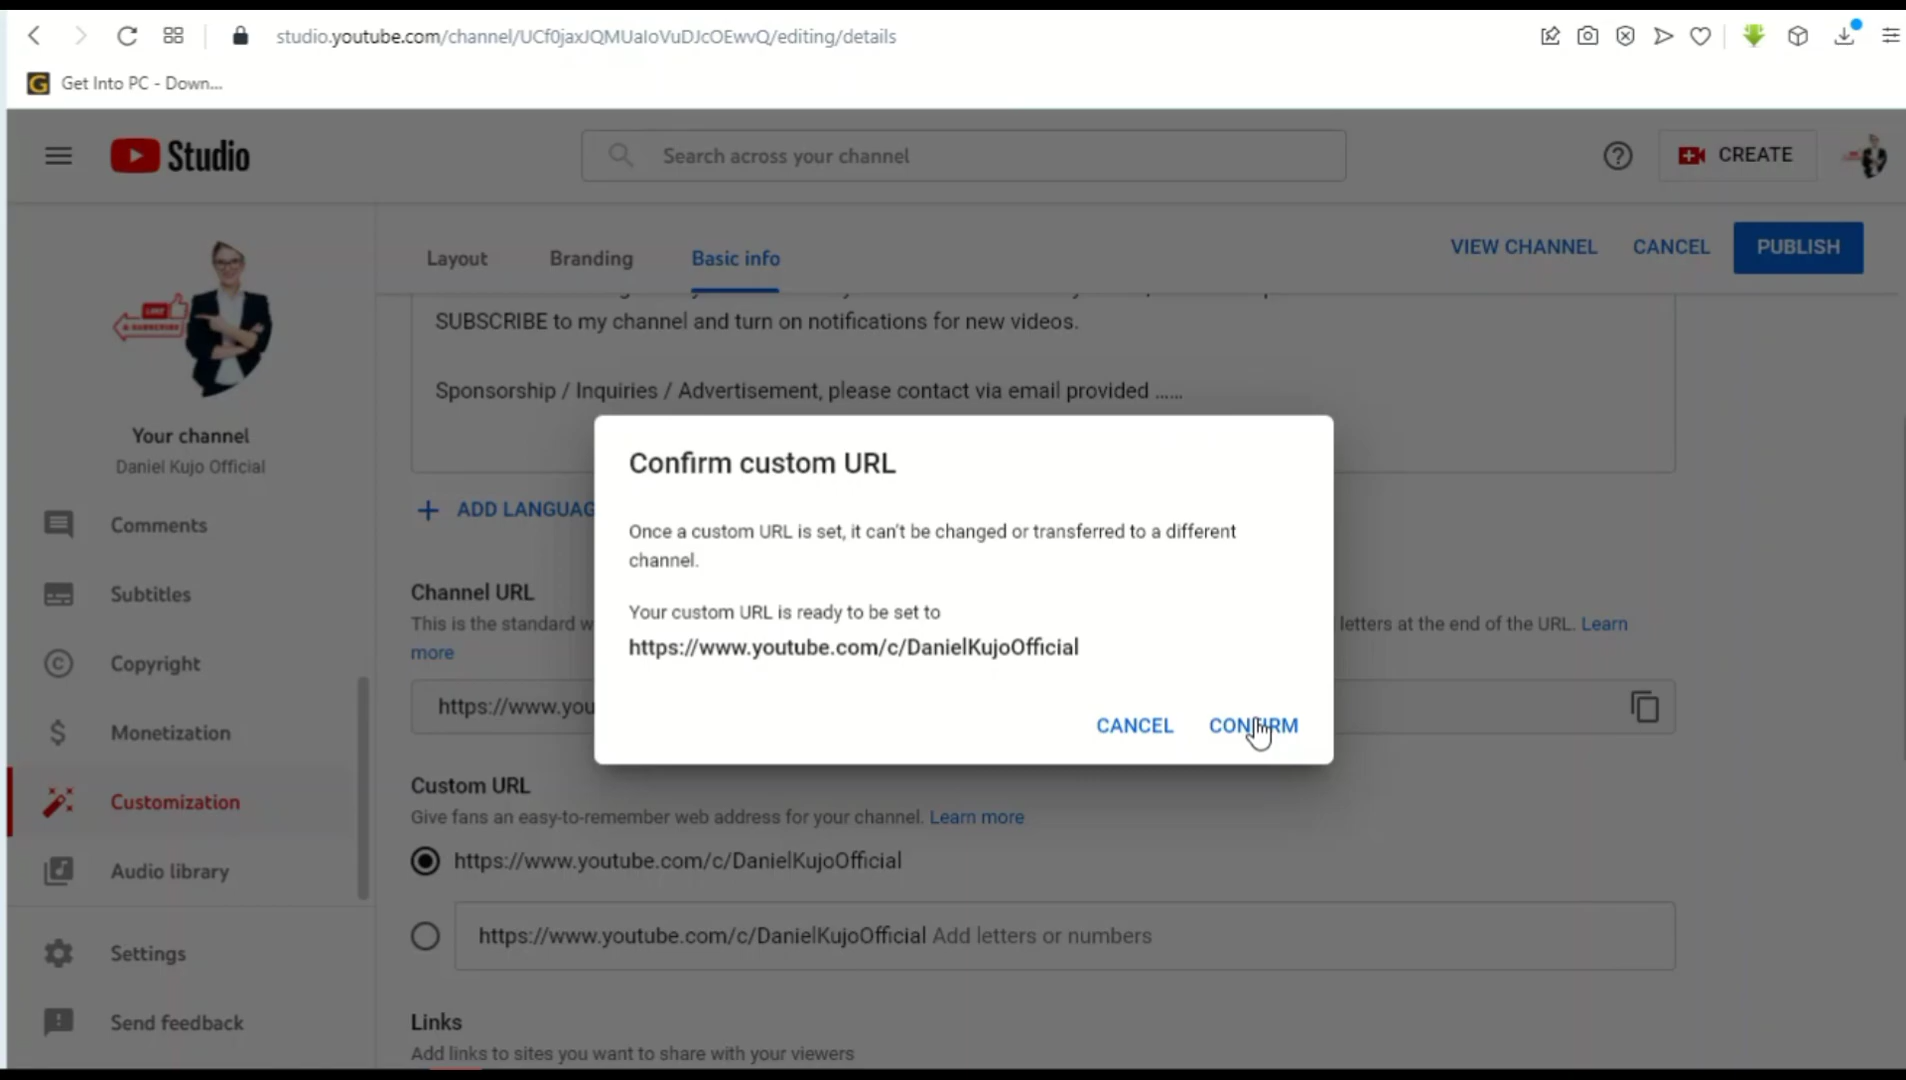 studio.youtube.com/channel/UCf0jaxJQMUaIoVuDJcOEwvQ/editing/details
Get Into PC - Down...
Studio
Search across your channel
CREATE
Layout
Branding
Basic info
VIEW CHANNEL
CANCEL
PUBLISH
SUBSCRIBE to my channel and turn on notifications for new videos.
Sponsorship / Inquiries / Advertisement, please contact via email provided ......
Your channel
Daniel Kujo Official
Comments
Subtitles
Copyright
Monetization
Customization
Audio library
Settings
Send feedback
ADD LANGUAG
Channel URL
This is the standard w
letters at the end of the URL. Learn
more
https://www.you
Confirm custom URL
Once a custom URL is set, it can't be changed or transferred to a different
channel.
Your custom URL is ready to be set to
https://www.youtube.com/c/DanielKujoOfficial
CANCEL
CONFIRM
Custom URL
Give fans an easy-to-remember web address for your channel. Learn more
https://www.youtube.com/c/DanielKujoOfficial
https://www.youtube.com/c/DanielKujoOfficial Add letters or numbers
Links
Add links to sites you want to share with your viewers